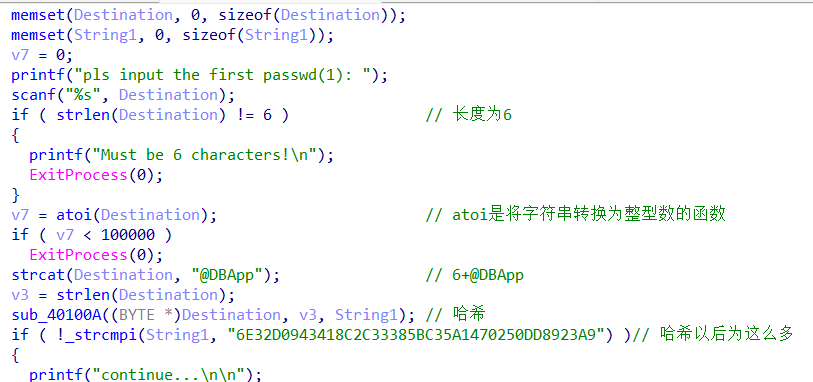 memset(Destination, 0, sizeof(Destination));
memset(String1, 0, sizeof(String1));
v7 = 0;
printf("pls input the first passwd(1): ");
scanf("%s", Destination);
if ( strlen(Destination) != 6 ) // 长度为6
{
printf("Must be 6 characters!\n");
ExitProcess(0);
}
v7 = atoi(Destination); // atoi是将字符串转换为整型数的函数
if ( v7 < 100000 )
ExitProcess(0);
strcat(Destination, "@DBApp"); // 6+@DBApp
v3 = strlen(Destination);
sub_40100A((BYTE *)Destination, v3, String1); // 哈希
if ( !_strcmpi(String1, "6E32D0943418C2C33385BC35A1470250DD8923A9") )// 哈希以后为这么多
{
printf("continue...\n\n");